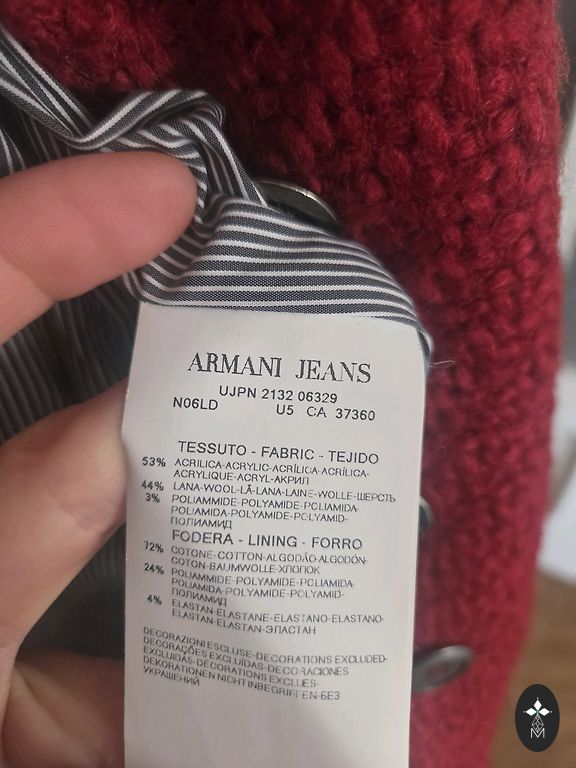 ARMANI JEANS
UJPN 2132 06329
N06LD U5 CA 37360
TESSUTO - FABRIC - TEJIDO
53% ACRILICA-ACRYLIC-ACRÍLICA-ACRÍLICA-
ACRYLIQUE-ACRYL-АКРИЛ
44% LANA-WOOL-LÃ-LANA-LAINE-WOLLE-ШЕРСТЬ
3% POLIAMMIDE-POLYAMIDE-POLIAMIDA-
POLIAMIDA-POLYAMIDE-POLYAMID-
ПОЛИАМИД
FODERA - LINING - FORRO
72% COTONE-COTTON-ALGODÃO-ALGODÓN-
COTON-BAUMWOLLE-ХЛОПОК
24% POLIAMMIDE-POLYAMIDE-POLIAMIDA-
POLIAMIDA-POLYAMIDE-POLYAMID-
ПОЛИАМИД
4% ELASTAN-ELASTANE-ELASTANO-ELASTANO-
ELASTAN-ELASTAN-ЭЛАСТАН
DECORAZIONI ESCLUSE-DECORATIONS EXCLUDED-
DECORAÇÕES EXCLUÍDAS-DECORACIONES
EXCLUIDAS-DÉCORATIONS EXCLUES-
DEKORATIONEN NICHT INBEGRIFFEN-БЕЗ
УКРАШЕНИЙ
M